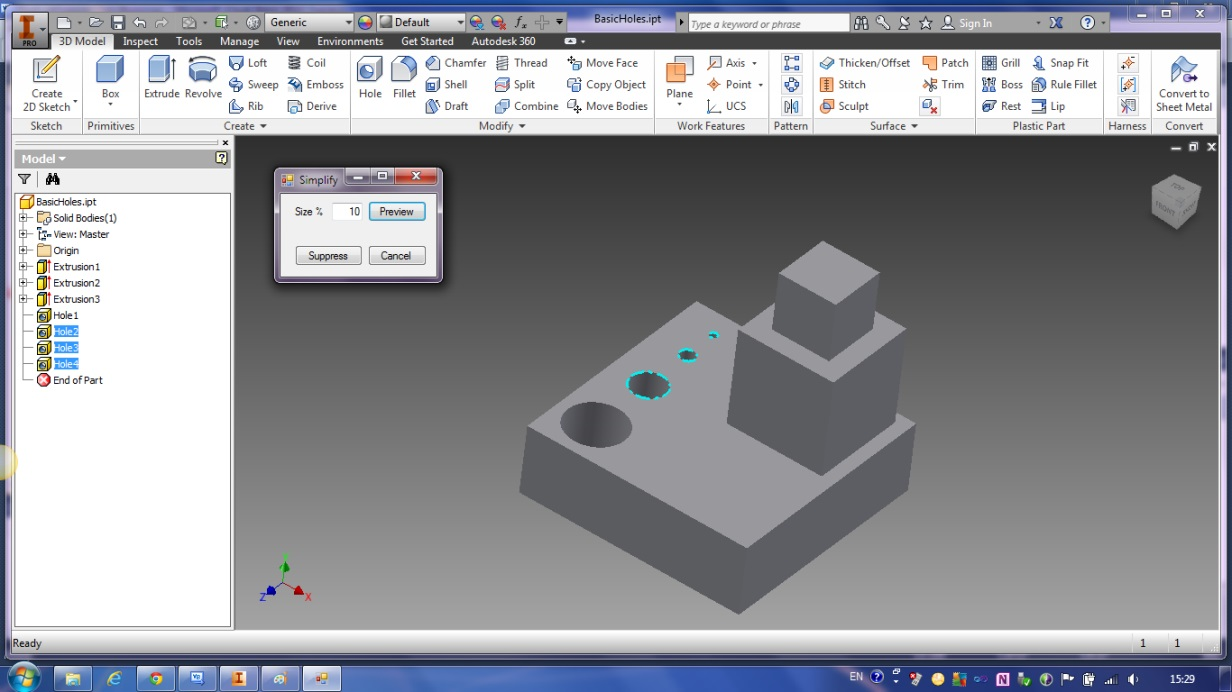 Generic
Default
BasicHoles.ipt
Type a keyword or phrase
Sign In
PRO
3D Model Inspect Tools Manage View Environments Get Started Autodesk 360
Create
2D Sketch
Sketch
Box
Primitives
Extrude
Revolve
Loft
Sweep
Rib
Coil
Emboss
Derive
Create
Hole
Fillet
Chamfer
Shell
Draft
Thread
Split
Combine
Move Face
Copy Object
Move Bodies
Modify
Plane
Axis
Point
UCS
Work Features
Pattern
Thicken/Offset
Stitch
Sculpt
Patch
Trim
Surface
Grill
Boss
Rest
Snap Fit
Rule Fillet
Lip
Plastic Part
Harness
Convert to
Sheet Metal
Convert
Model
BasicHoles.ipt
Solid Bodies(1)
View: Master
Origin
Extrusion1
Extrusion2
Extrusion3
Hole1
Hole2
Hole3
Hole4
End of Part
Simplify
Size % 10 Preview
Suppress Cancel
TOP
FRONT
Z X
Ready
1 1
EN
15:29